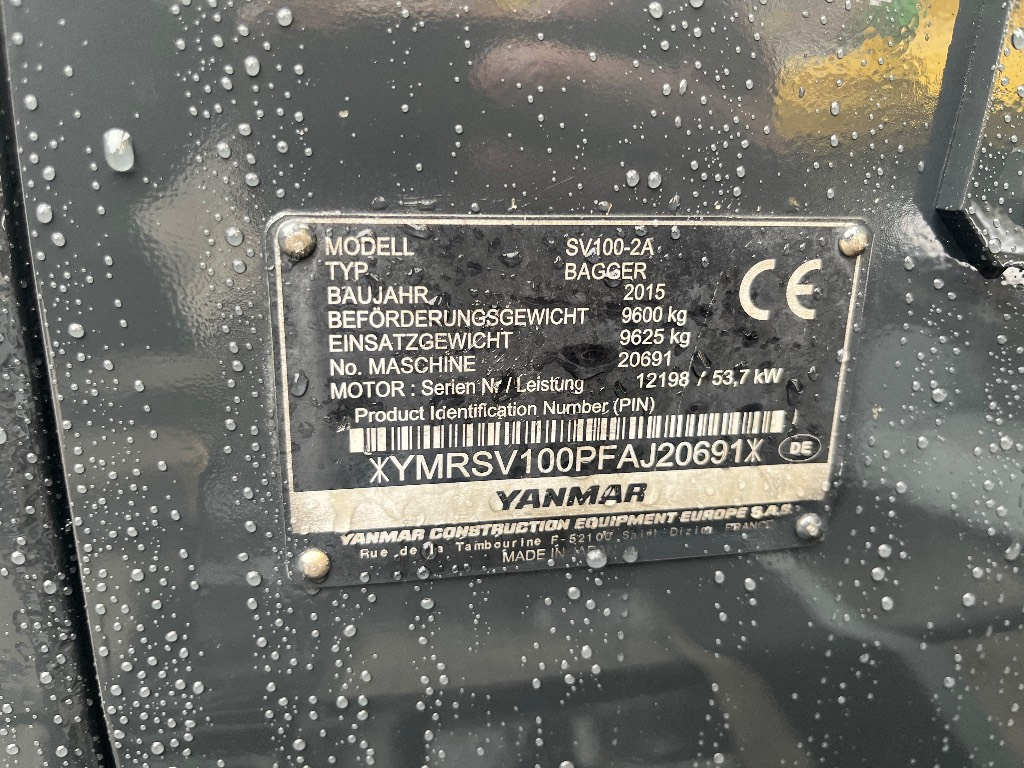 MODELL SV100-2A
TYP BAGGER
BAUJAHR 2015
BEFÖRDERUNGSGEWICHT 9600 kg
EINSATZGEWICHT 9625 kg
No. MASCHINE 20691
MOTOR : Serien Nr / Leistung 12198 / 53,7 kW
CE
Product Identification Number (PIN)
*YMRSV100PFAJ20691*
DE
YANMAR
YANMAR CONSTRUCTION EQUIPMENT EUROPE S.A.S
Rue de la Tambourine F-52100 Saint Dizier FRANCE
MADE IN